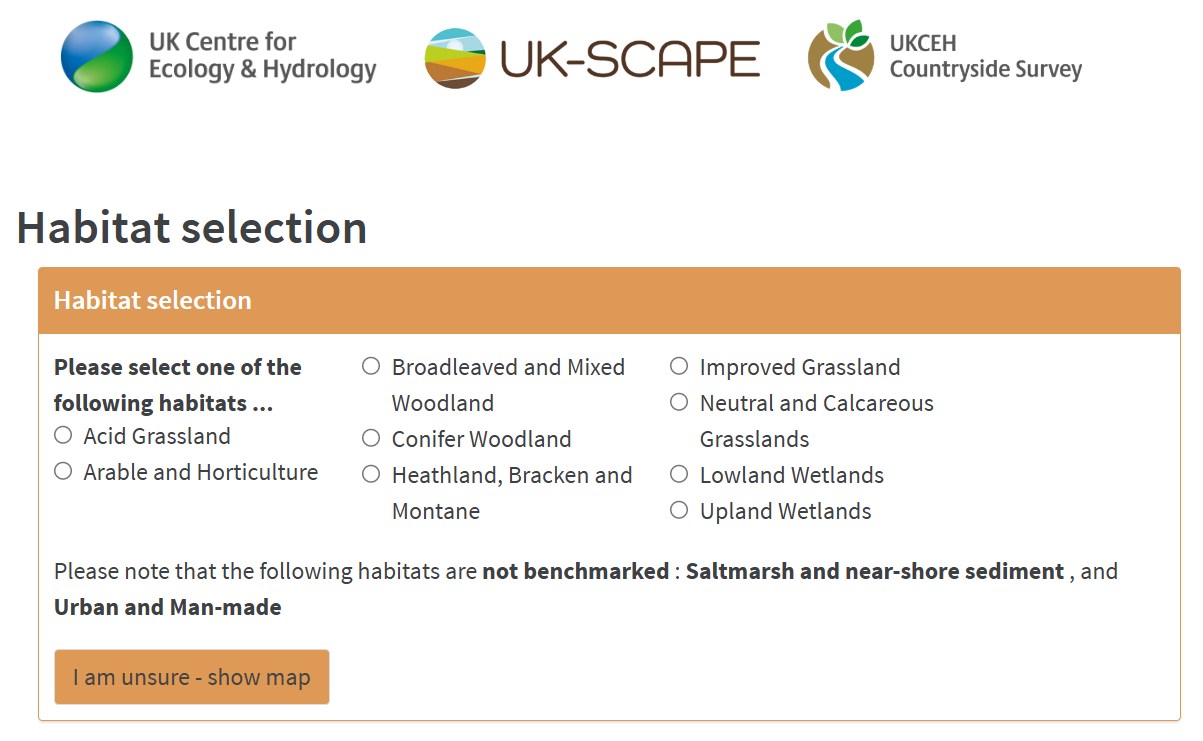 UK Centre for
Ecology & Hydrology
UK-SCAPE
UKCEH
Countryside Survey
Habitat selection
Habitat selection
Please select one of the
following habitats ...
Acid Grassland
Arable and Horticulture
Broadleaved and Mixed
Woodland
Conifer Woodland
Heathland, Bracken and
Montane
Improved Grassland
Neutral and Calcareous
Grasslands
Lowland Wetlands
Upland Wetlands
Please note that the following habitats are not benchmarked : Saltmarsh and near-shore sediment , and
Urban and Man-made
I am unsure - show map